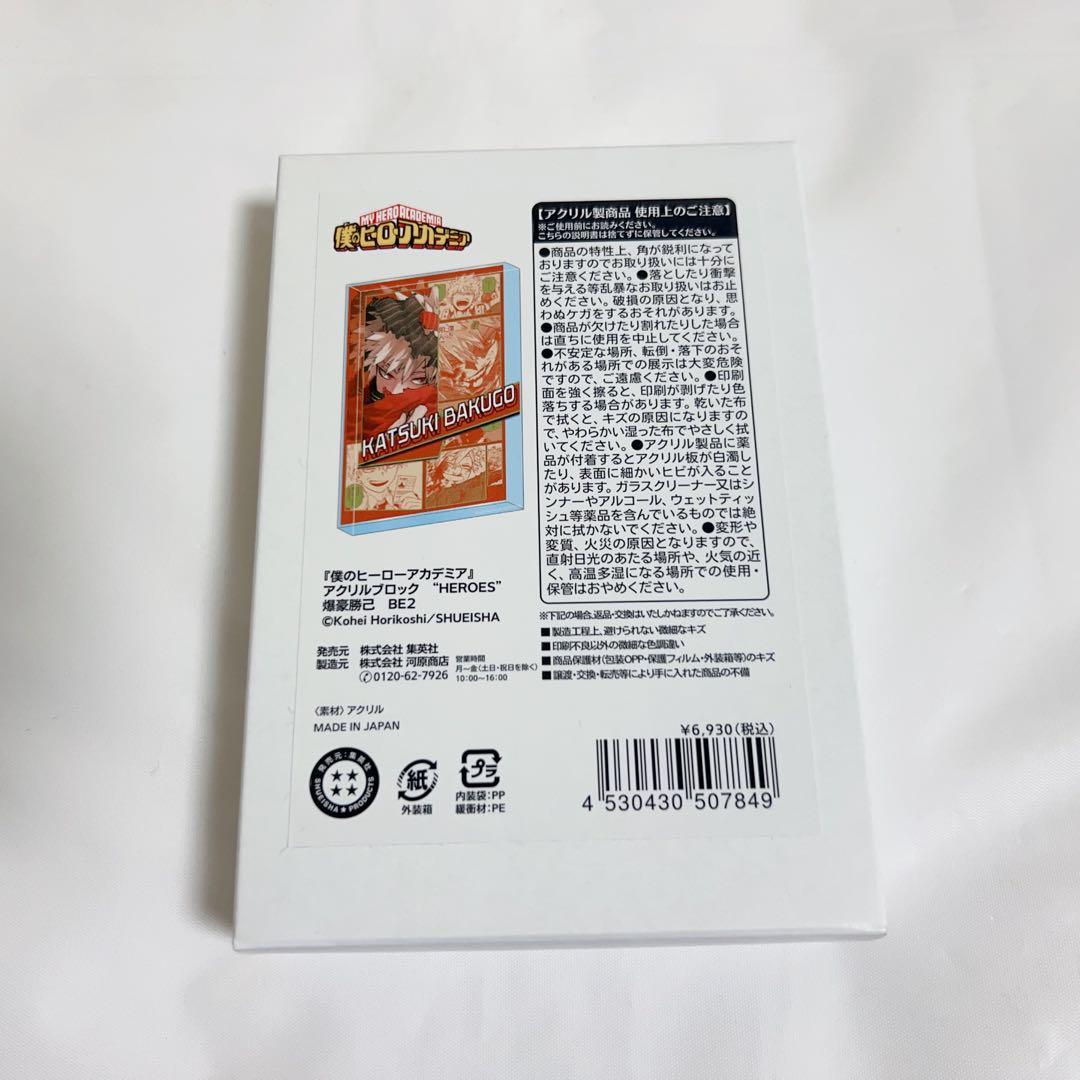 MY HERO ACADEMIA
僕のヒーローアカデミア
KATSUKI BAKUGO
『僕のヒーローアカデミア』
アクリルブロック “HEROES”
爆豪勝己 BE2
©Kohei Horikoshi/SHUEISHA
発売元 株式会社 集英社
製造元 株式会社 河原商店
0120-62-7926
営業時間
月〜金(土日・祝日を除く)
10:00〜16:00
〈素材〉アクリル
MADE IN JAPAN
発売元:集英社
SHUEISHA★PRODUCTS
紙
外装箱
プラ
内装袋:PP
緩衝材:PE
【アクリル製商品 使用上のご注意】
※ご使用前にお読みください。
こちらの説明書は捨てずに保管してください。
●商品の特性上、角が鋭利になって
おりますのでお取り扱いには十分に
ご注意ください。●落としたり衝撃
を与える等乱暴なお取り扱いはお止
めください。破損の原因となり、思
わぬケガをするおそれがあります。
●商品が欠けたり割れたりした場合
は直ちに使用を中止してください。
●不安定な場所、転倒・落下のおそ
れがある場所での展示は大変危険
ですので、ご遠慮ください。●印刷
面を強く擦ると、印刷が剥げたり色
落ちする場合があります。乾いた布
で拭くと、キズの原因になりますの
で、やわらかい湿った布でやさしく拭
いてください。●アクリル製品に薬
品が付着するとアクリル板が白濁し
たり、表面に細かいヒビが入ること
があります。ガラスクリーナー又はシ
ンナーやアルコール、ウェットティッ
シュ等薬品を含んでいるものでは絶
対に拭かないでください。●変形や
変質、火災の原因となりますので、
直射日光のあたる場所や、火気の近
く、高温多湿になる場所での使用・
保管はおやめください。
※下記の場合、返品・交換はいたしかねますのでご了承ください。
■製造工程上、避けられない微細なキズ
■印刷不良以外の微細な色調違い
■商品保護材(包装OPP・保護フィルム・外装箱等)のキズ
■譲渡・交換・転売等により手に入れた商品の不備
¥6,930(税込)
4 530430 507849